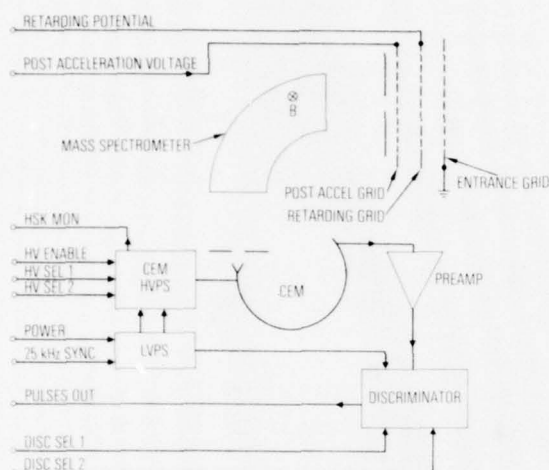 RETARDING POTENTIAL
POST ACCELERATION VOLTAGE
B
MASS SPECTROMETER
POST ACCEL GRID
RETARDING GRID
ENTRANCE GRID
HSK MON
HV ENABLE
HV SEL 1
HV SEL 2
CEM
HVPS
CEM
PREAMP
POWER
25 kHz SYNC
LVPS
PULSES OUT
DISCRIMINATOR
DISC SEL 1
DISC SEL 2